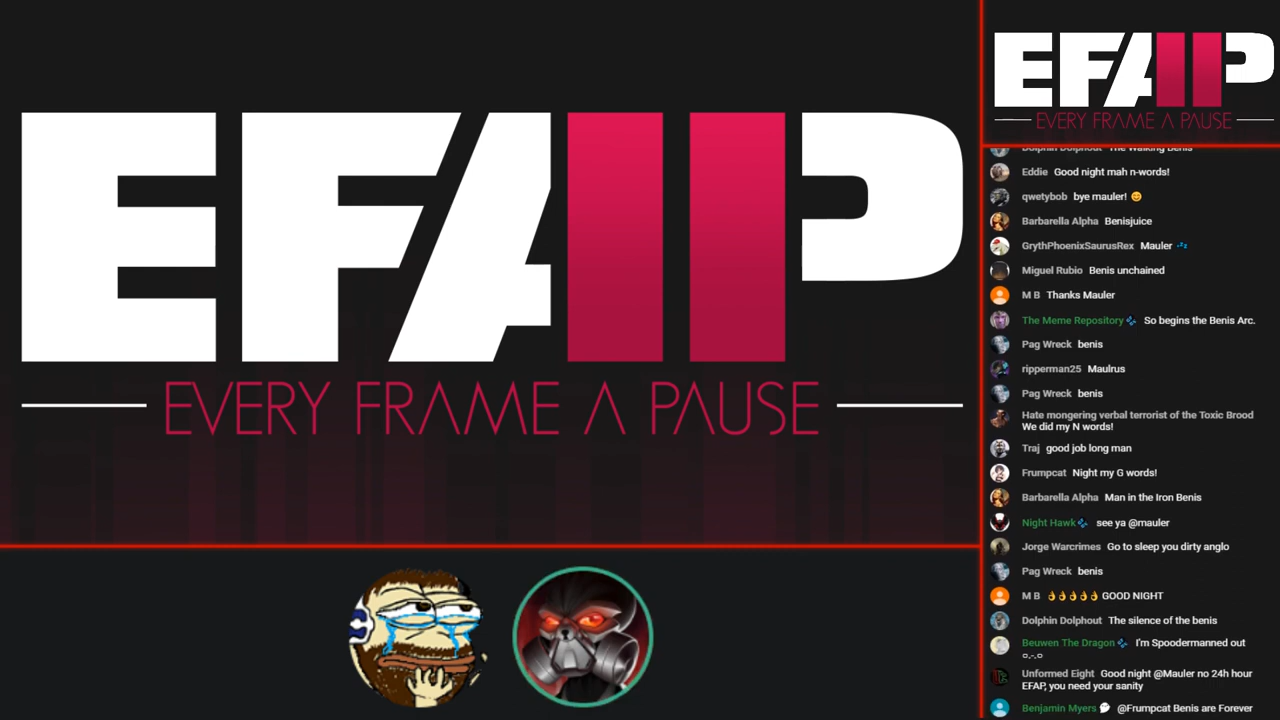 EFAP
EVERY FRAME A PAUSE
EFAP
EVERY FRAME A PAUSE
Dolphin Dolphout The Walking Benis
Eddie Good night mah n-words!
qwetybob bye mauler! 😊
Barbarella Alpha Benisjuice
GrythPhoenixSaurusRex Mauler 💤
Miguel Rubio Benis unchained
M B Thanks Mauler
The Meme Repository So begins the Benis Arc.
Pag Wreck benis
ripperman25 Maulrus
Pag Wreck benis
Hate mongering verbal terrorist of the Toxic Brood
We did my N words!
Traj good job long man
Frumpcat Night my G words!
Barbarella Alpha Man in the Iron Benis
Night Hawk see ya @mauler
Jorge Warcrimes Go to sleep you dirty anglo
Pag Wreck benis
M B 👌👌👌👌👌 GOOD NIGHT
Dolphin Dolphout The silence of the benis
Beuwen The Dragon I'm Spoodermanned out
¤.-.¤
Unformed Eight Good night @Mauler no 24h hour
EFAP, you need your sanity
Benjamin Myers @Frumpcat Benis are Forever